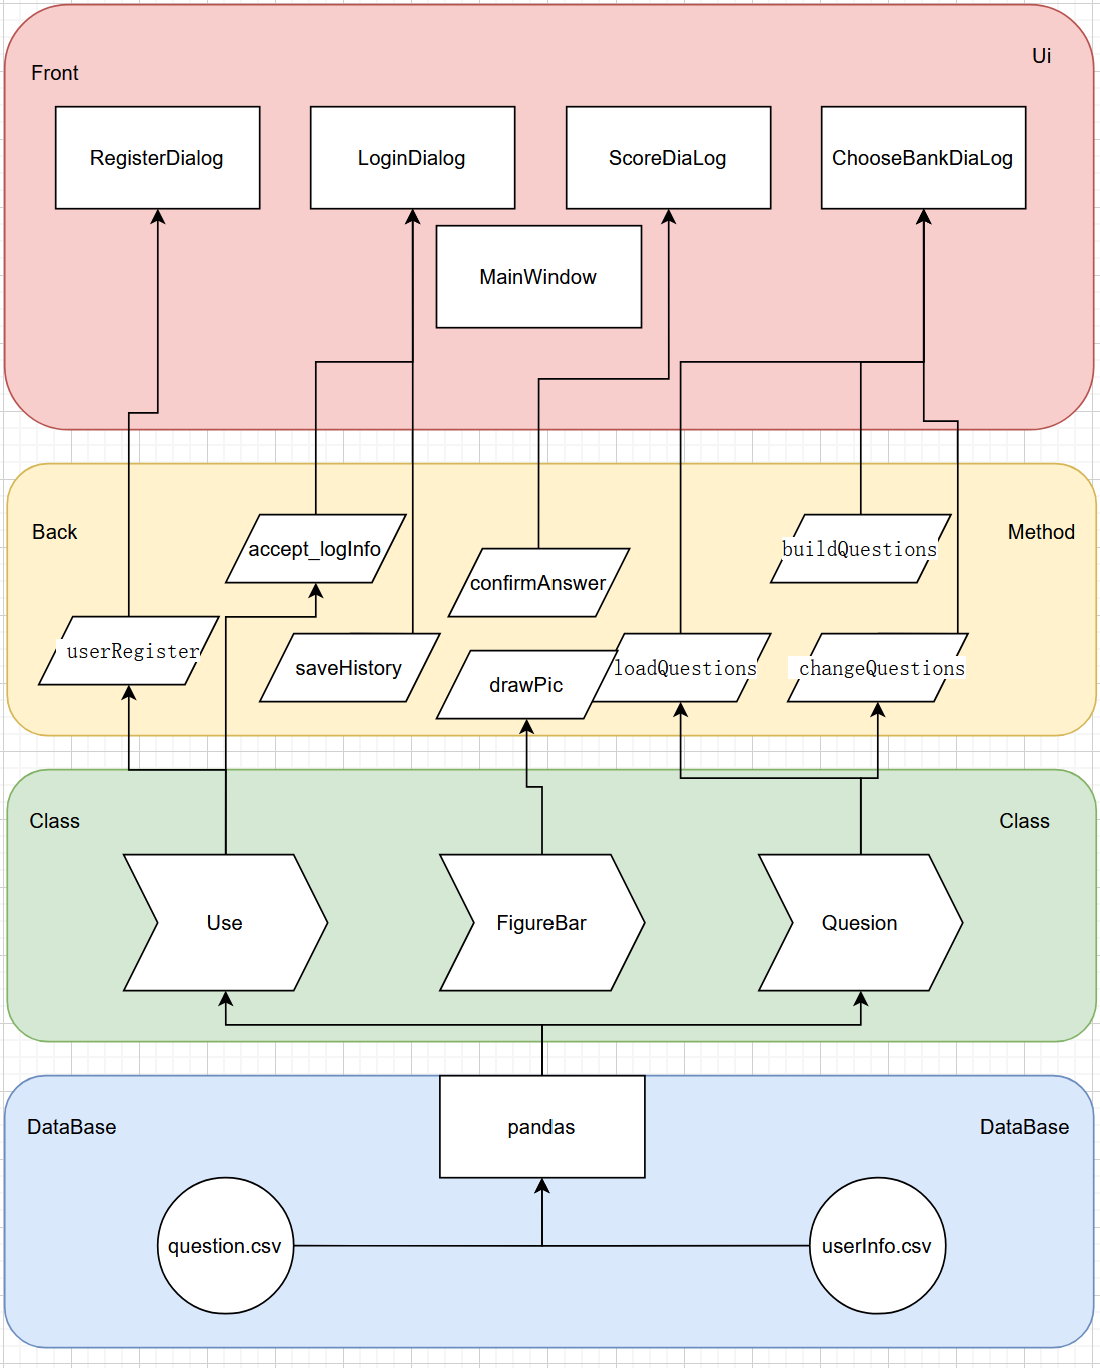 Front
Ui
RegisterDialog
LoginDialog
ScoreDiaLog
ChooseBankDiaLog
MainWindow
Back
Method
accept_logInfo
buildQuestions
confirmAnswer
userRegister
saveHistory
drawPic
loadQuestions
changeQuestions
Class
Class
Use
FigureBar
Quesion
DataBase
pandas
DataBase
question.csv
userInfo.csv